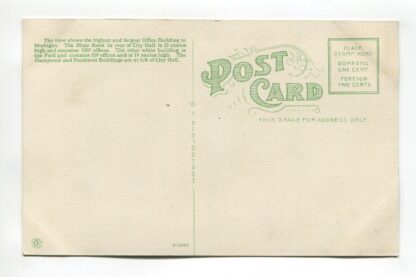 The view shows the highest and largest Office Building in
Michigan. The Dime Bank to rear of City Hall is 23 stories
high and contains 1000 offices. The other white building is
the Ford and contains 509 offices and is 19 stories high. The
Hammond and Penobscot Buildings are at left of City Hall.
POST
CARD
THIS SPACE FOR ADDRESS ONLY.
PLACE
STAMP HERE
DOMESTIC
ONE CENT
FOREIGN
TWO CENTS